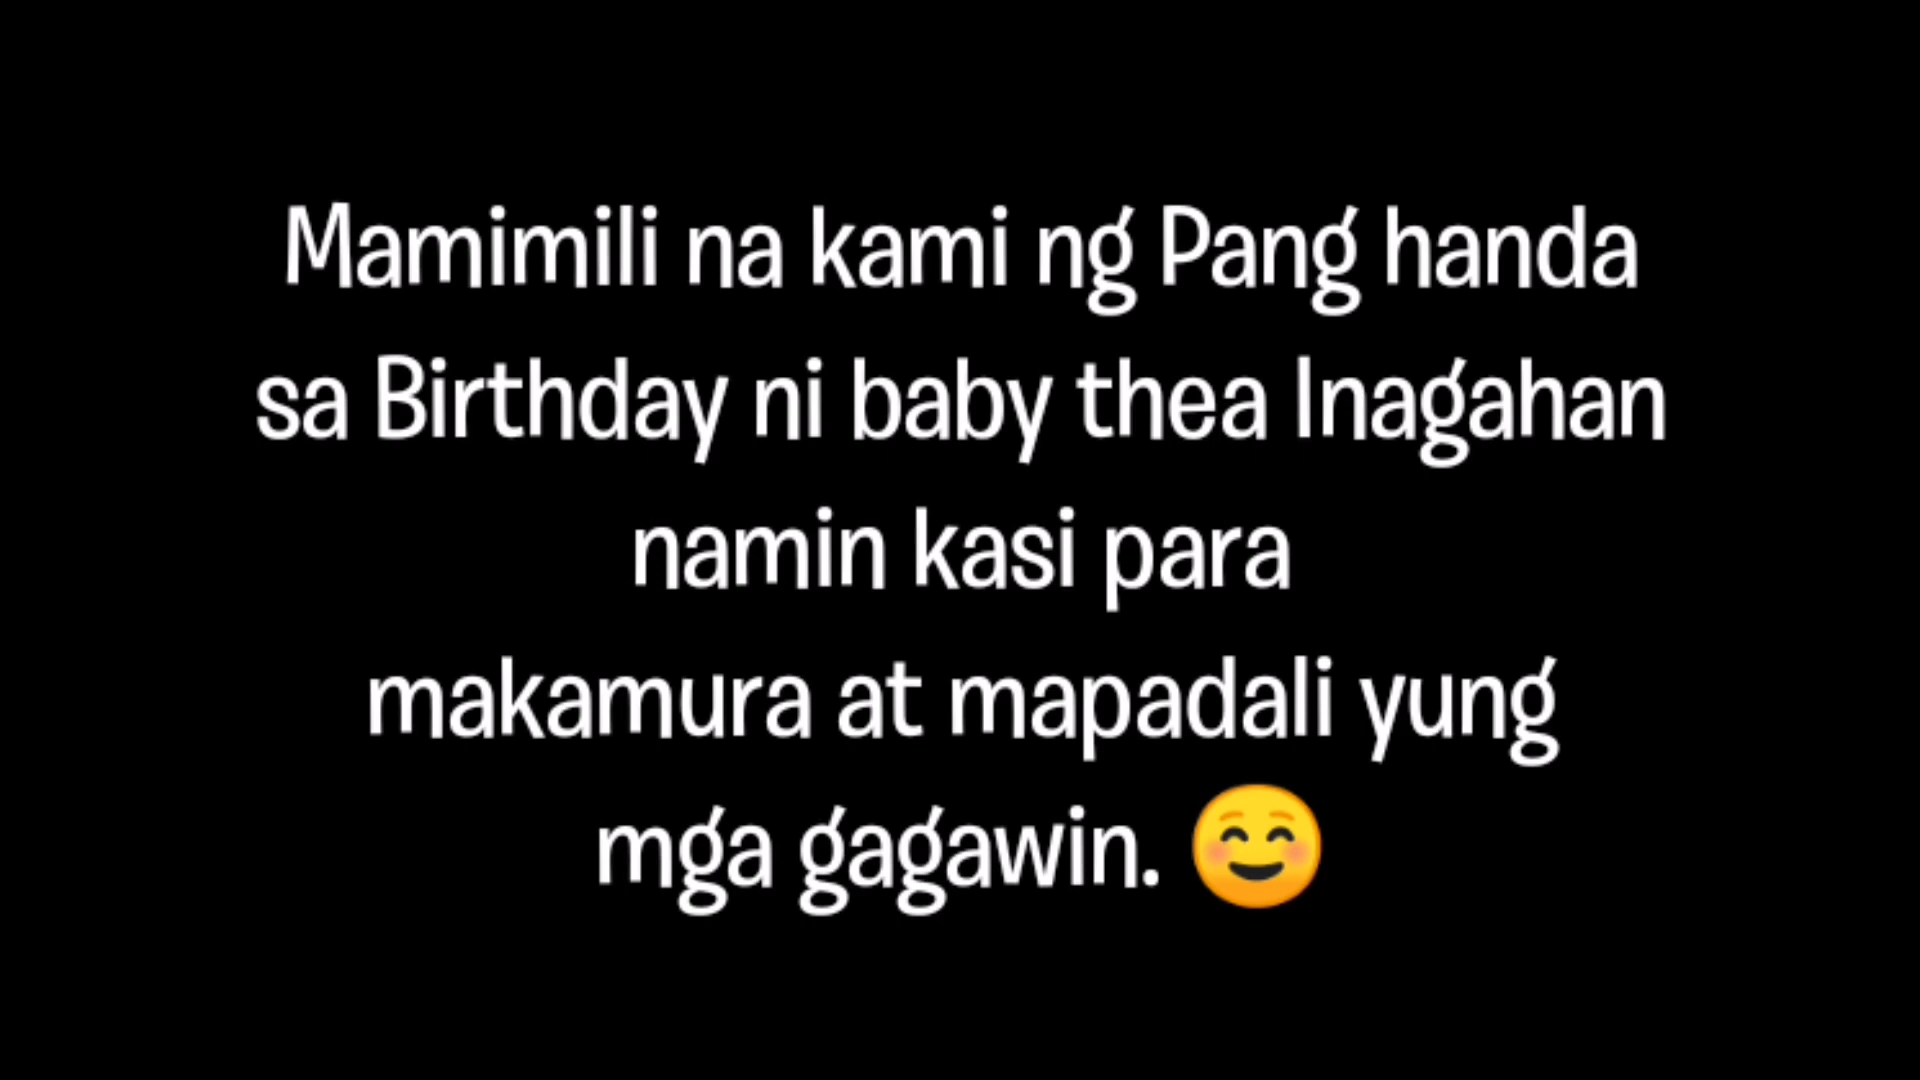 Mamimili na kami ng Pang handa
sa Birthday ni baby thea Inagahan
namin kasi para
makamura at mapadali yung
mga gagawin. ☺️